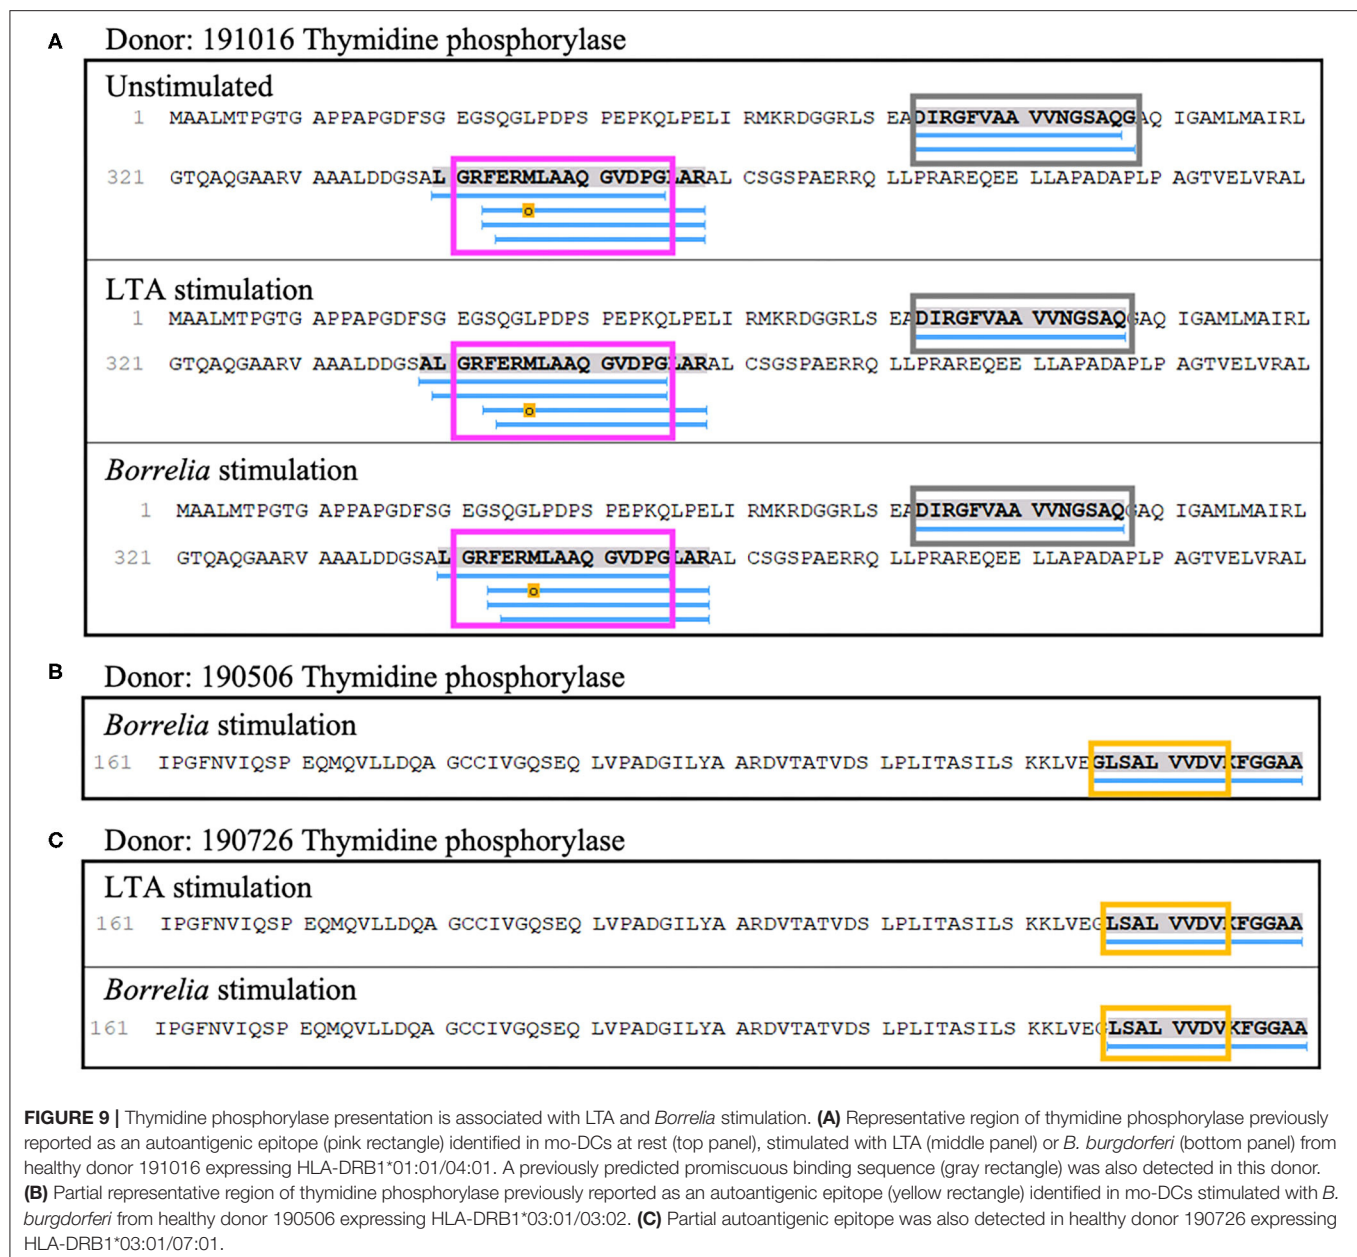 A Donor: 191016 Thymidine phosphorylase
Unstimulated
1 MAALMTPGTG APPAPGDFSG EGSQGLPDPS PEPKQLPELI RMKRDGGRLS EADIRGFVAA VVNGSAQGAQ IGAMLMAIRL
321 GTQAQGAARV AAALDDGSAL GRFERMLAAQ GVDPGLARAL CSGSPAERRQ LLPRAREQEE LLAPADAPLP AGTVELVRAL
o
LTA stimulation
1 MAALMTPGTG APPAPGDFSG EGSQGLPDPS PEPKQLPELI RMKRDGGRLS EADIRGFVAA VVNGSAQGAQ IGAMLMAIRL
321 GTQAQGAARV AAALDDGSAL GRFERMLAAQ GVDPGLARAL CSGSPAERRQ LLPRAREQEE LLAPADAPLP AGTVELVRAL
o
Borrelia stimulation
1 MAALMTPGTG APPAPGDFSG EGSQGLPDPS PEPKQLPELI RMKRDGGRLS EADIRGFVAA VVNGSAQGAQ IGAMLMAIRL
321 GTQAQGAARV AAALDDGSAL GRFERMLAAQ GVDPGLARAL CSGSPAERRQ LLPRAREQEE LLAPADAPLP AGTVELVRAL
o
B Donor: 190506 Thymidine phosphorylase
Borrelia stimulation
161 IPGFNVIQSP EQMQVLLDQA GCCIVGQSEQ LVPADGILYA ARDVTATVDS LPLITASILS KKLVEGLSAL VVDVKFGGAA
C Donor: 190726 Thymidine phosphorylase
LTA stimulation
161 IPGFNVIQSP EQMQVLLDQA GCCIVGQSEQ LVPADGILYA ARDVTATVDS LPLITASILS KKLVEGLSAL VVDVKFGGAA
Borrelia stimulation
161 IPGFNVIQSP EQMQVLLDQA GCCIVGQSEQ LVPADGILYA ARDVTATVDS LPLITASILS KKLVEGLSAL VVDVKFGGAA
FIGURE 9 | Thymidine phosphorylase presentation is associated with LTA and Borrelia stimulation. (A) Representative region of thymidine phosphorylase previously
reported as an autoantigenic epitope (pink rectangle) identified in mo-DCs at rest (top panel), stimulated with LTA (middle panel) or B. burgdorferi (bottom panel) from
healthy donor 191016 expressing HLA-DRB1*01:01/04:01. A previously predicted promiscuous binding sequence (gray rectangle) was also detected in this donor.
(B) Partial representative region of thymidine phosphorylase previously reported as an autoantigenic epitope (yellow rectangle) identified in mo-DCs stimulated with B.
burgdorferi from healthy donor 190506 expressing HLA-DRB1*03:01/03:02. (C) Partial autoantigenic epitope was also detected in healthy donor 190726 expressing
HLA-DRB1*03:01/07:01.